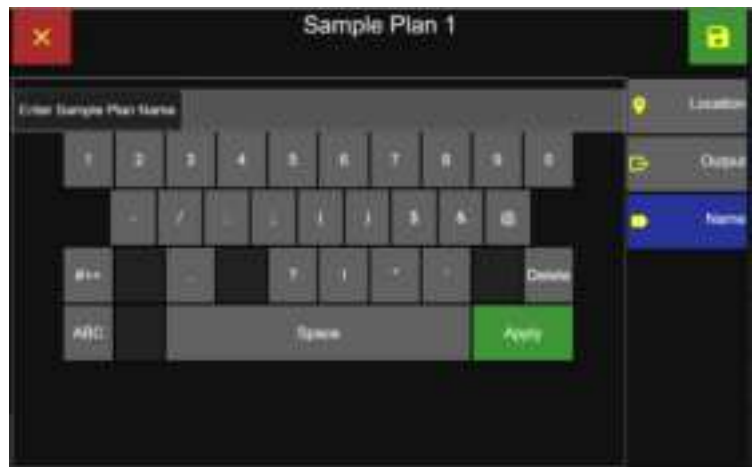 Sample Plan 1
Enter Sample Plan Name
Location
1 2 3 4 5 6 7 8 9 0
Output
- / : ; ( ) $ & @
Name
#+= . ? ! Delete
ABC Space Apply